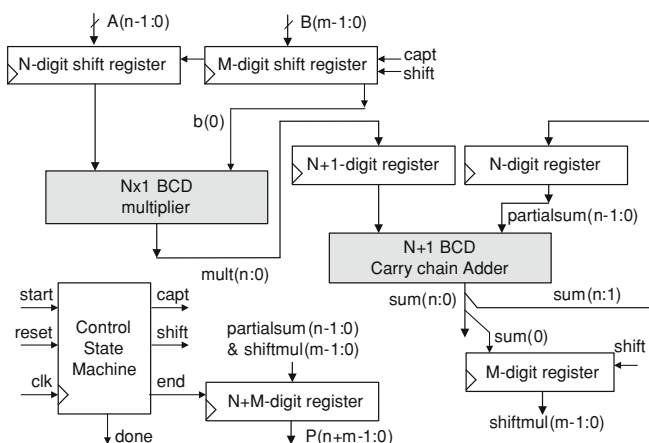 A(n-1:0)
B(m-1:0)
N-digit shift register
M-digit shift register
capt
shift
b(0)
N+1-digit register
N-digit register
Nx1 BCD
multiplier
partialsum(n-1:0)
N+1 BCD
Carry chain Adder
mult(n:0)
sum(n:0)
sum(n:1)
sum(0)
start
capt
reset
shift
clk
end
Control
State
Machine
done
partialsum(n-1:0)
& shiftmul(m-1:0)
N+M-digit register
P(n+m-1:0)
shift
M-digit register
shiftmul(m-1:0)